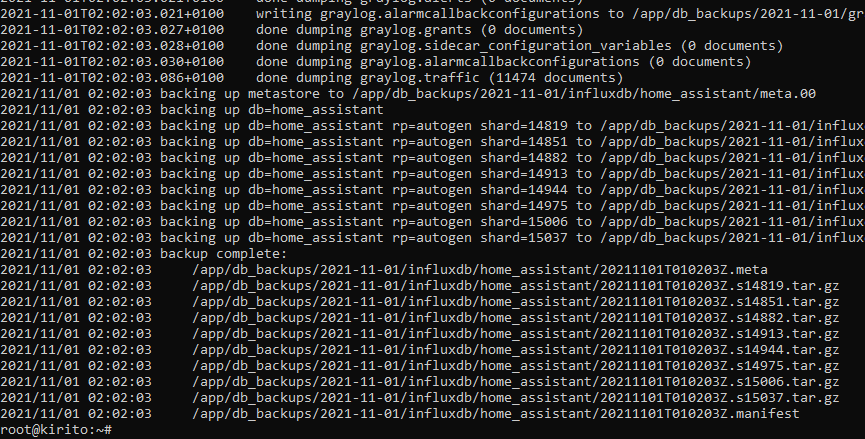 2021-11-01T02:02:03.021+0100    writing graylog.alarmcallbackconfigurations to /app/db_backups/2021-11-01/gr
2021-11-01T02:02:03.027+0100    done dumping graylog.grants (0 documents)
2021-11-01T02:02:03.028+0100    done dumping graylog.sidecar_configuration_variables (0 documents)
2021-11-01T02:02:03.030+0100    done dumping graylog.alarmcallbackconfigurations (0 documents)
2021-11-01T02:02:03.086+0100    done dumping graylog.traffic (11474 documents)
2021/11/01 02:02:03 backing up metastore to /app/db_backups/2021-11-01/influxdb/home_assistant/meta.00
2021/11/01 02:02:03 backing up db=home_assistant
2021/11/01 02:02:03 backing up db=home_assistant rp=autogen shard=14819 to /app/db_backups/2021-11-01/influx
2021/11/01 02:02:03 backing up db=home_assistant rp=autogen shard=14851 to /app/db_backups/2021-11-01/influx
2021/11/01 02:02:03 backing up db=home_assistant rp=autogen shard=14882 to /app/db_backups/2021-11-01/influx
2021/11/01 02:02:03 backing up db=home_assistant rp=autogen shard=14913 to /app/db_backups/2021-11-01/influx
2021/11/01 02:02:03 backing up db=home_assistant rp=autogen shard=14944 to /app/db_backups/2021-11-01/influx
2021/11/01 02:02:03 backing up db=home_assistant rp=autogen shard=14975 to /app/db_backups/2021-11-01/influx
2021/11/01 02:02:03 backing up db=home_assistant rp=autogen shard=15006 to /app/db_backups/2021-11-01/influx
2021/11/01 02:02:03 backing up db=home_assistant rp=autogen shard=15037 to /app/db_backups/2021-11-01/influx
2021/11/01 02:02:03 backup complete:
2021/11/01 02:02:03     /app/db_backups/2021-11-01/influxdb/home_assistant/20211101T010203Z.meta
2021/11/01 02:02:03     /app/db_backups/2021-11-01/influxdb/home_assistant/20211101T010203Z.s14819.tar.gz
2021/11/01 02:02:03     /app/db_backups/2021-11-01/influxdb/home_assistant/20211101T010203Z.s14851.tar.gz
2021/11/01 02:02:03     /app/db_backups/2021-11-01/influxdb/home_assistant/20211101T010203Z.s14882.tar.gz
2021/11/01 02:02:03     /app/db_backups/2021-11-01/influxdb/home_assistant/20211101T010203Z.s14913.tar.gz
2021/11/01 02:02:03     /app/db_backups/2021-11-01/influxdb/home_assistant/20211101T010203Z.s14944.tar.gz
2021/11/01 02:02:03     /app/db_backups/2021-11-01/influxdb/home_assistant/20211101T010203Z.s14975.tar.gz
2021/11/01 02:02:03     /app/db_backups/2021-11-01/influxdb/home_assistant/20211101T010203Z.s15006.tar.gz
2021/11/01 02:02:03     /app/db_backups/2021-11-01/influxdb/home_assistant/20211101T010203Z.s15037.tar.gz
2021/11/01 02:02:03     /app/db_backups/2021-11-01/influxdb/home_assistant/20211101T010203Z.manifest
root@kirito:~#